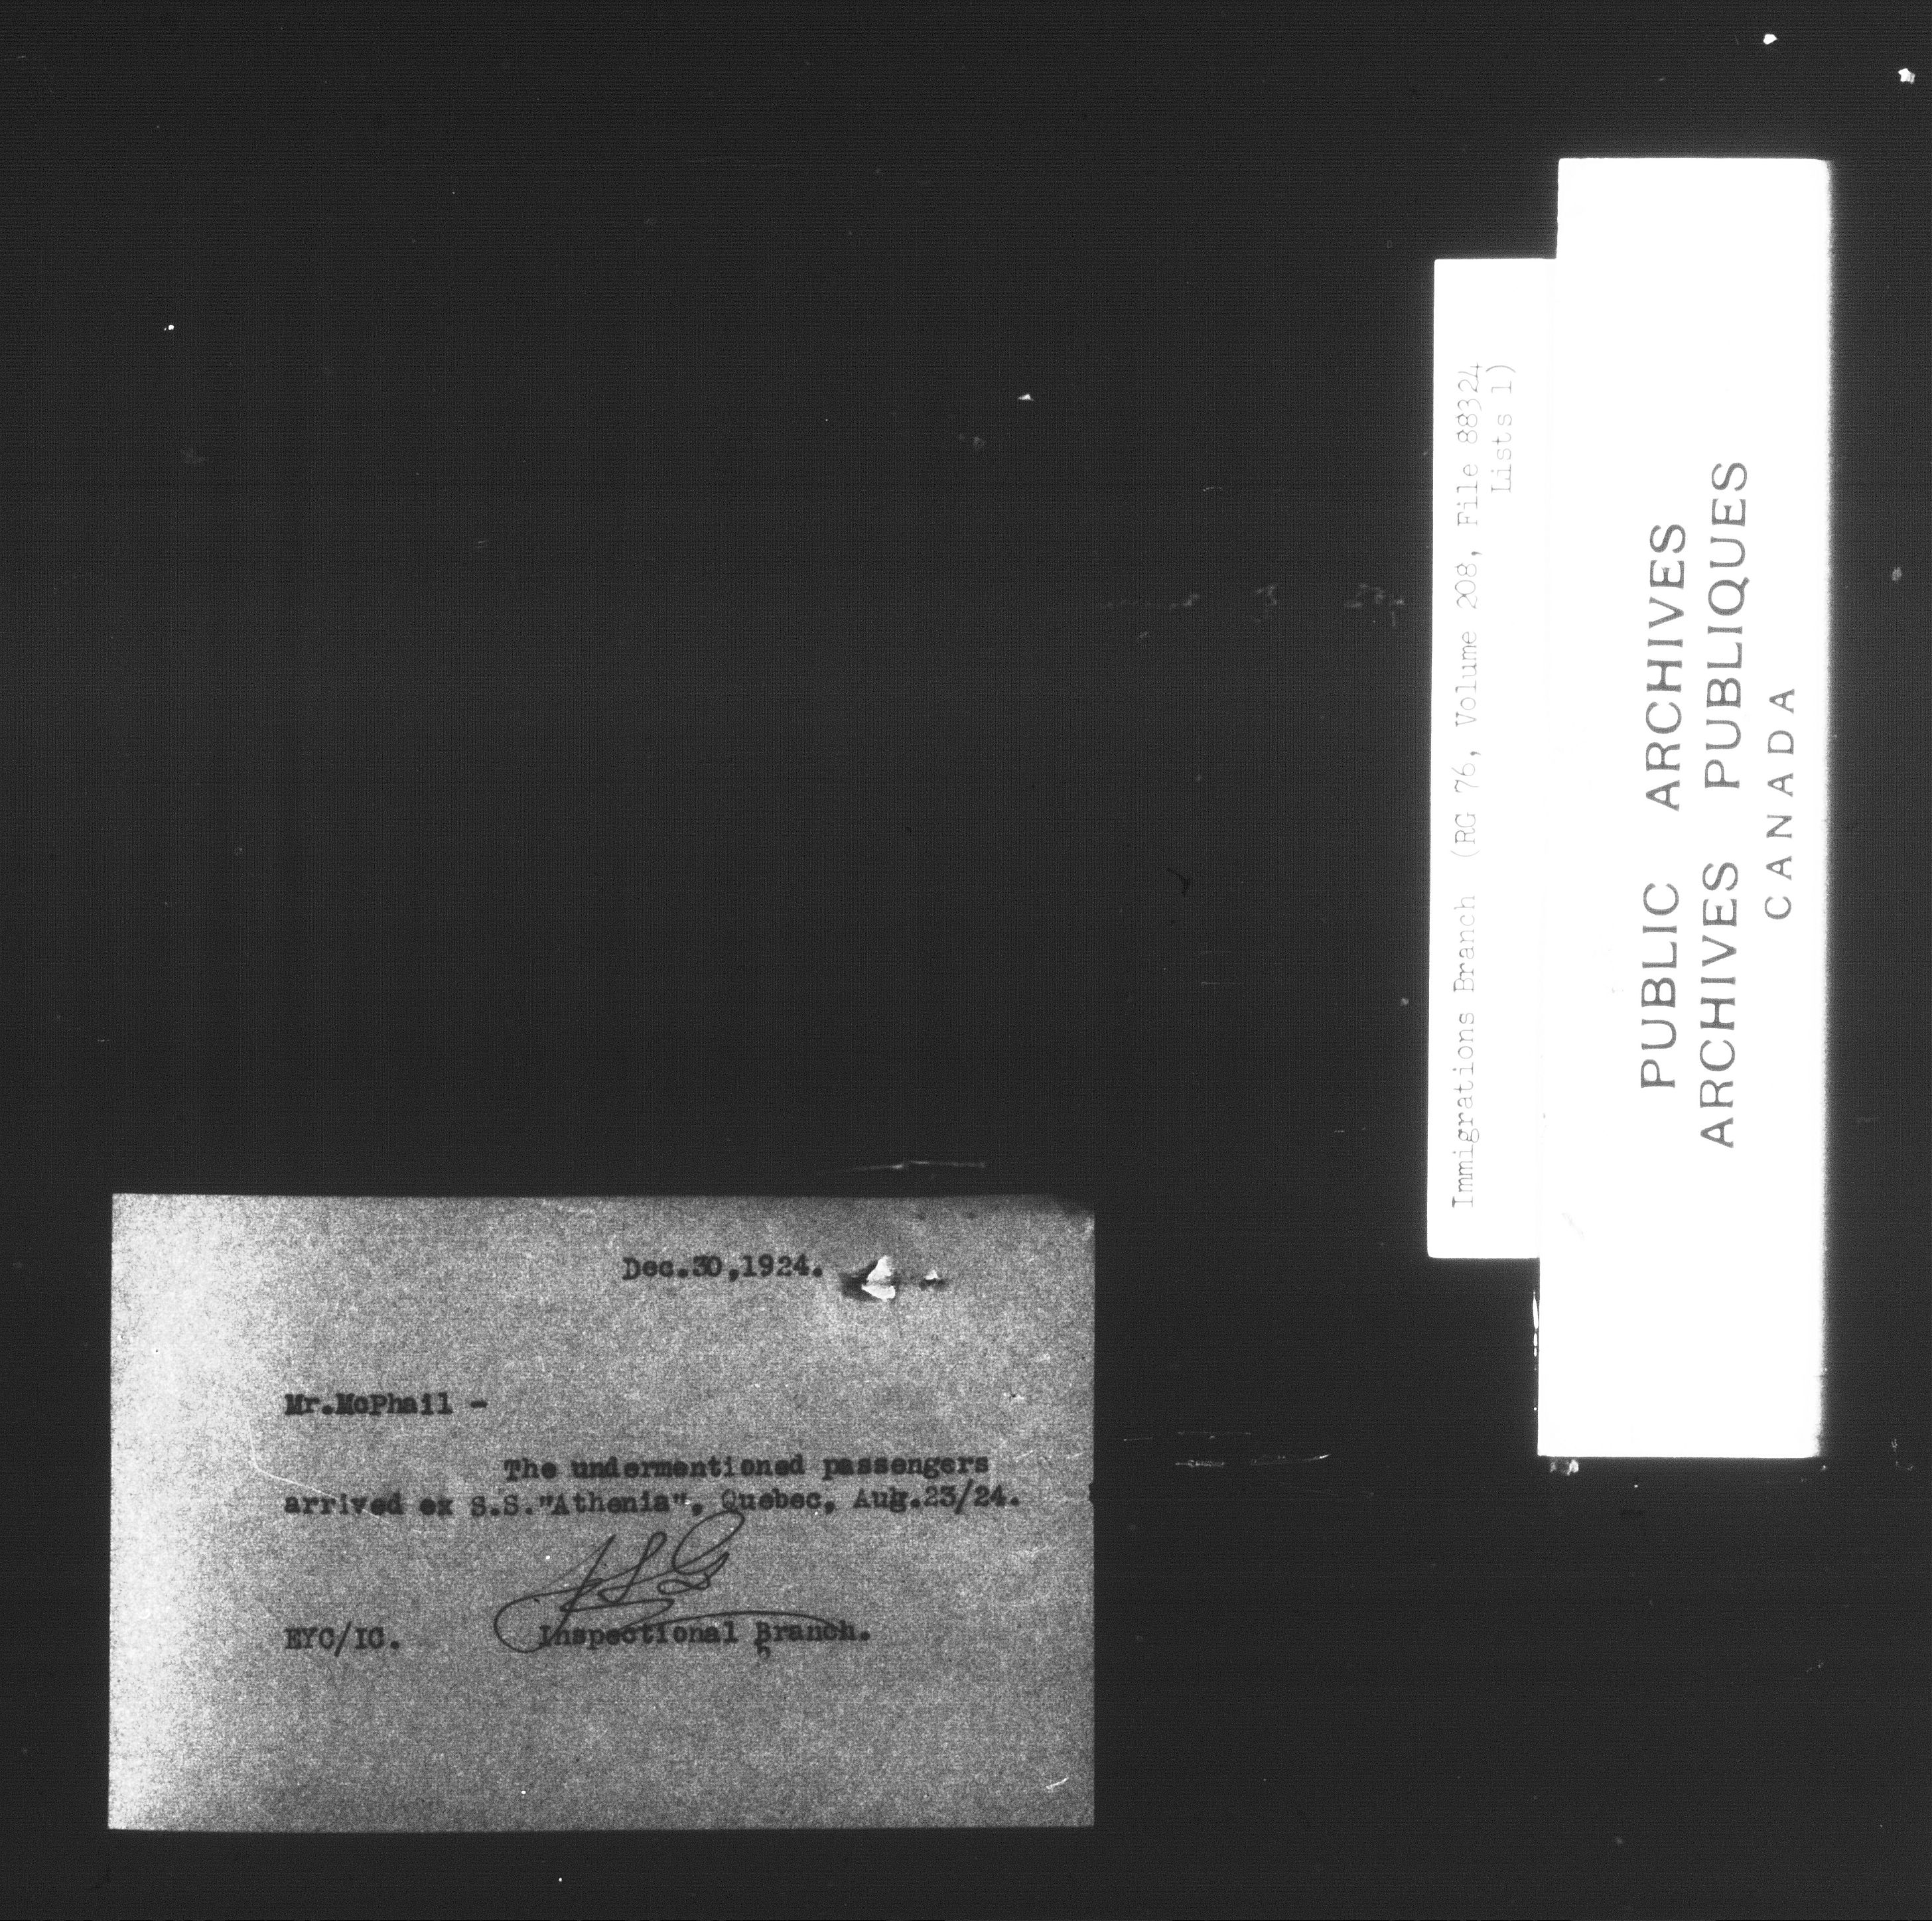 Dec.30,1924.
Mr.McPhail -
The undermentioned passengers
arrived ex S.S."Athenia", Quebec, Aug.23/24.
EYC/IC. Inspectional Branch.
Immigrations Branch (RG 76, Volume 208, File 88324
Lists 1)
PUBLIC ARCHIVES
ARCHIVES PUBLIQUES
CANADA